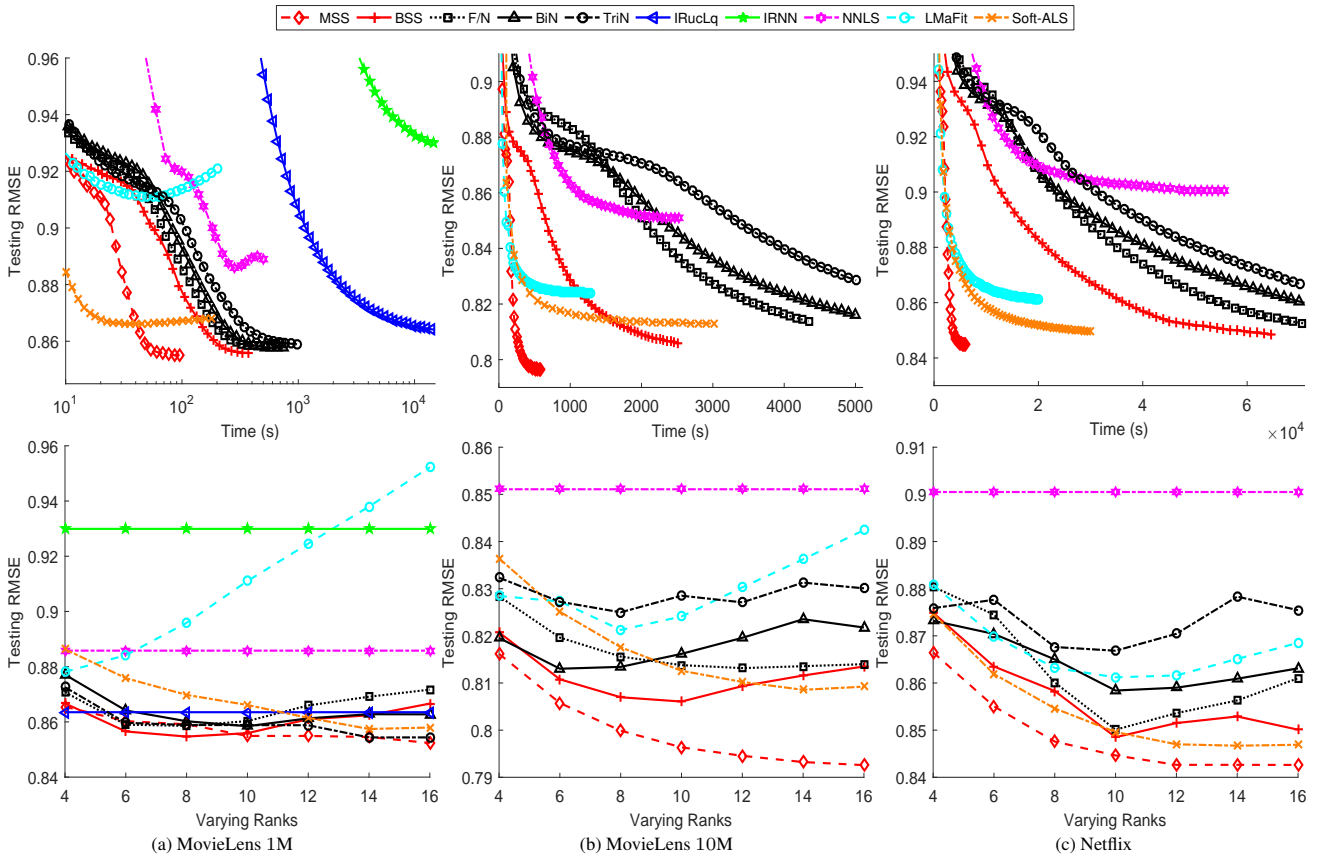 MSS BSS F/N BiN TriN IRucLq IRNN NNLS LMaFit Soft-ALS
0.96
0.94
0.92
0.9
0.88
0.86
Testing RMSE
10^1 10^2 10^3 10^4
Time (s)
0.9
0.88
0.86
0.84
0.82
0.8
Testing RMSE
0 1000 2000 3000 4000 5000
Time (s)
0.94
0.92
0.9
0.88
0.86
0.84
Testing RMSE
0 2 4 6
Time (s)
× 10^4
0.96
0.94
0.92
0.9
0.88
0.86
0.84
Testing RMSE
4 6 8 10 12 14 16
Varying Ranks
(a) MovieLens 1M
0.86
0.85
0.84
0.83
0.82
0.81
0.8
0.79
Testing RMSE
4 6 8 10 12 14 16
Varying Ranks
(b) MovieLens 10M
0.91
0.9
0.89
0.88
0.87
0.86
0.85
0.84
Testing RMSE
4 6 8 10 12 14 16
Varying Ranks
(c) Netflix